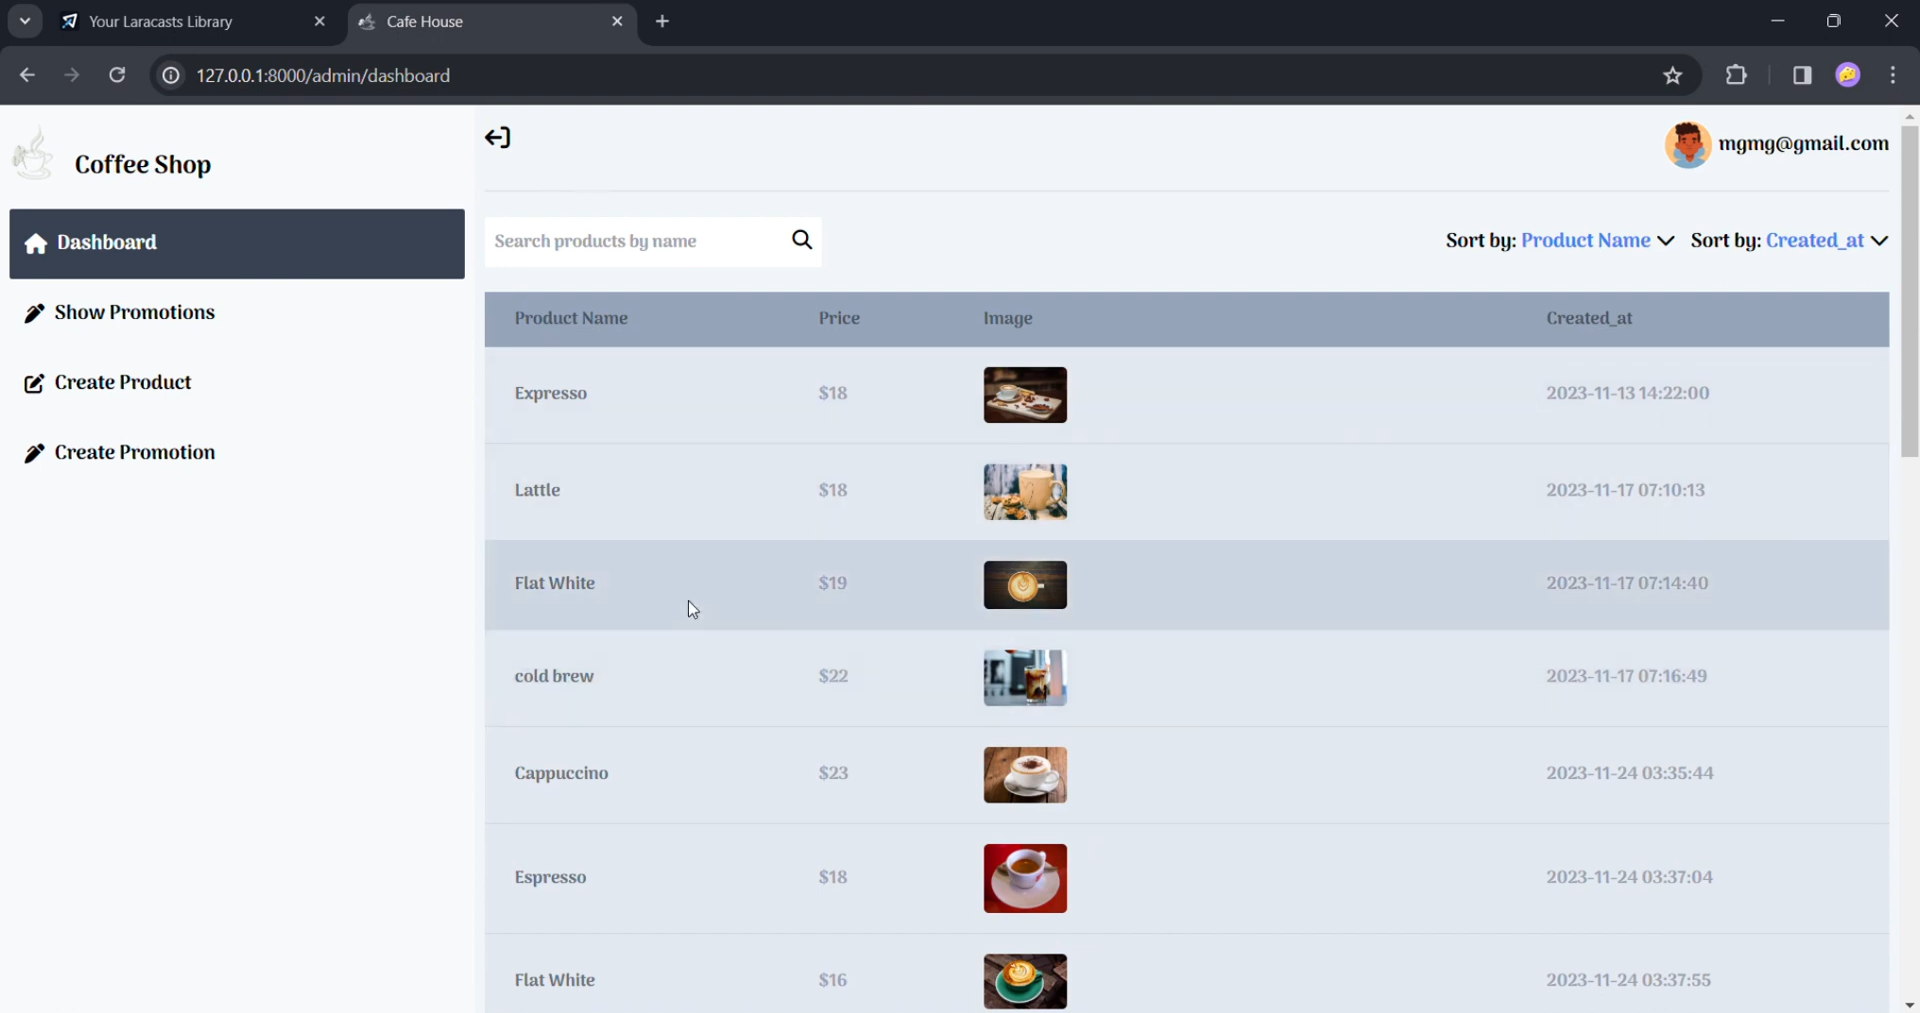 Your Laracasts Library
Cafe House
127.0.0.1:8000/admin/dashboard
Coffee Shop
mgmg@gmail.com
Dashboard
Show Promotions
Create Product
Create Promotion
Search products by name
Sort by: Product Name
Sort by: Created_at
Product Name Price Image Created_at
Expresso $18 2023-11-13 14:22:00
Lattle $18 2023-11-17 07:10:13
Flat White $19 2023-11-17 07:14:40
cold brew $22 2023-11-17 07:16:49
Cappuccino $23 2023-11-24 03:35:44
Espresso $18 2023-11-24 03:37:04
Flat White $16 2023-11-24 03:37:55